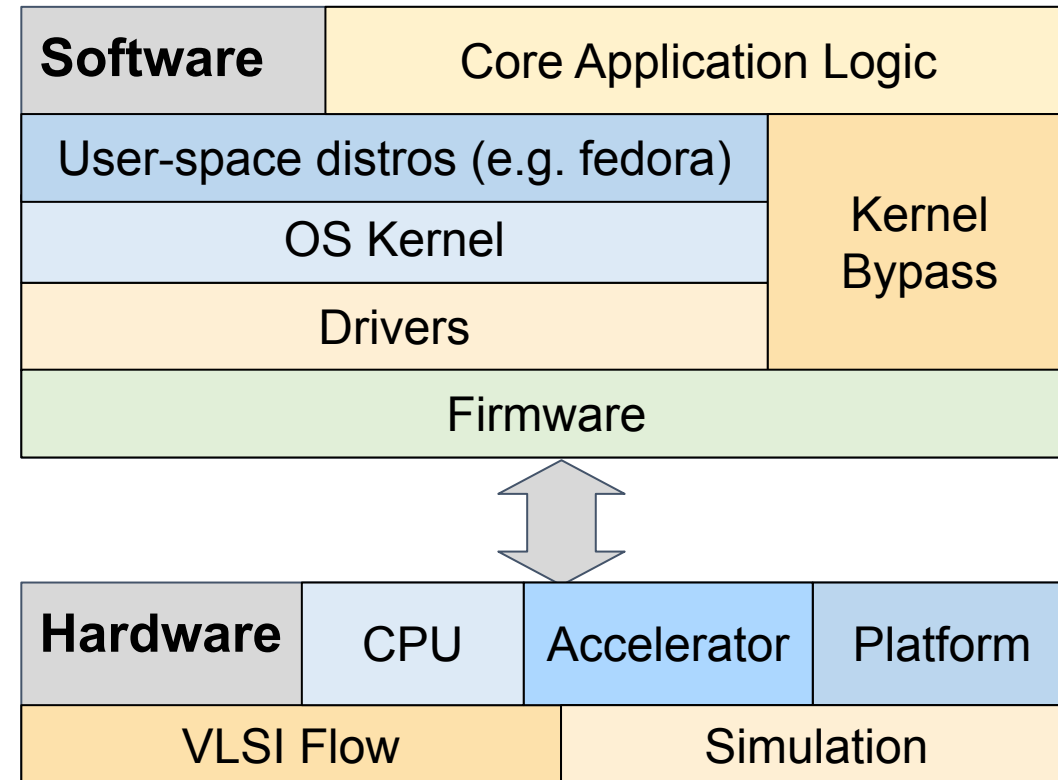 Software
Core Application Logic
User-space distros (e.g. fedora)
Kernel
Bypass
OS Kernel
Drivers
Firmware
Hardware
CPU
Accelerator
Platform
VLSI Flow
Simulation